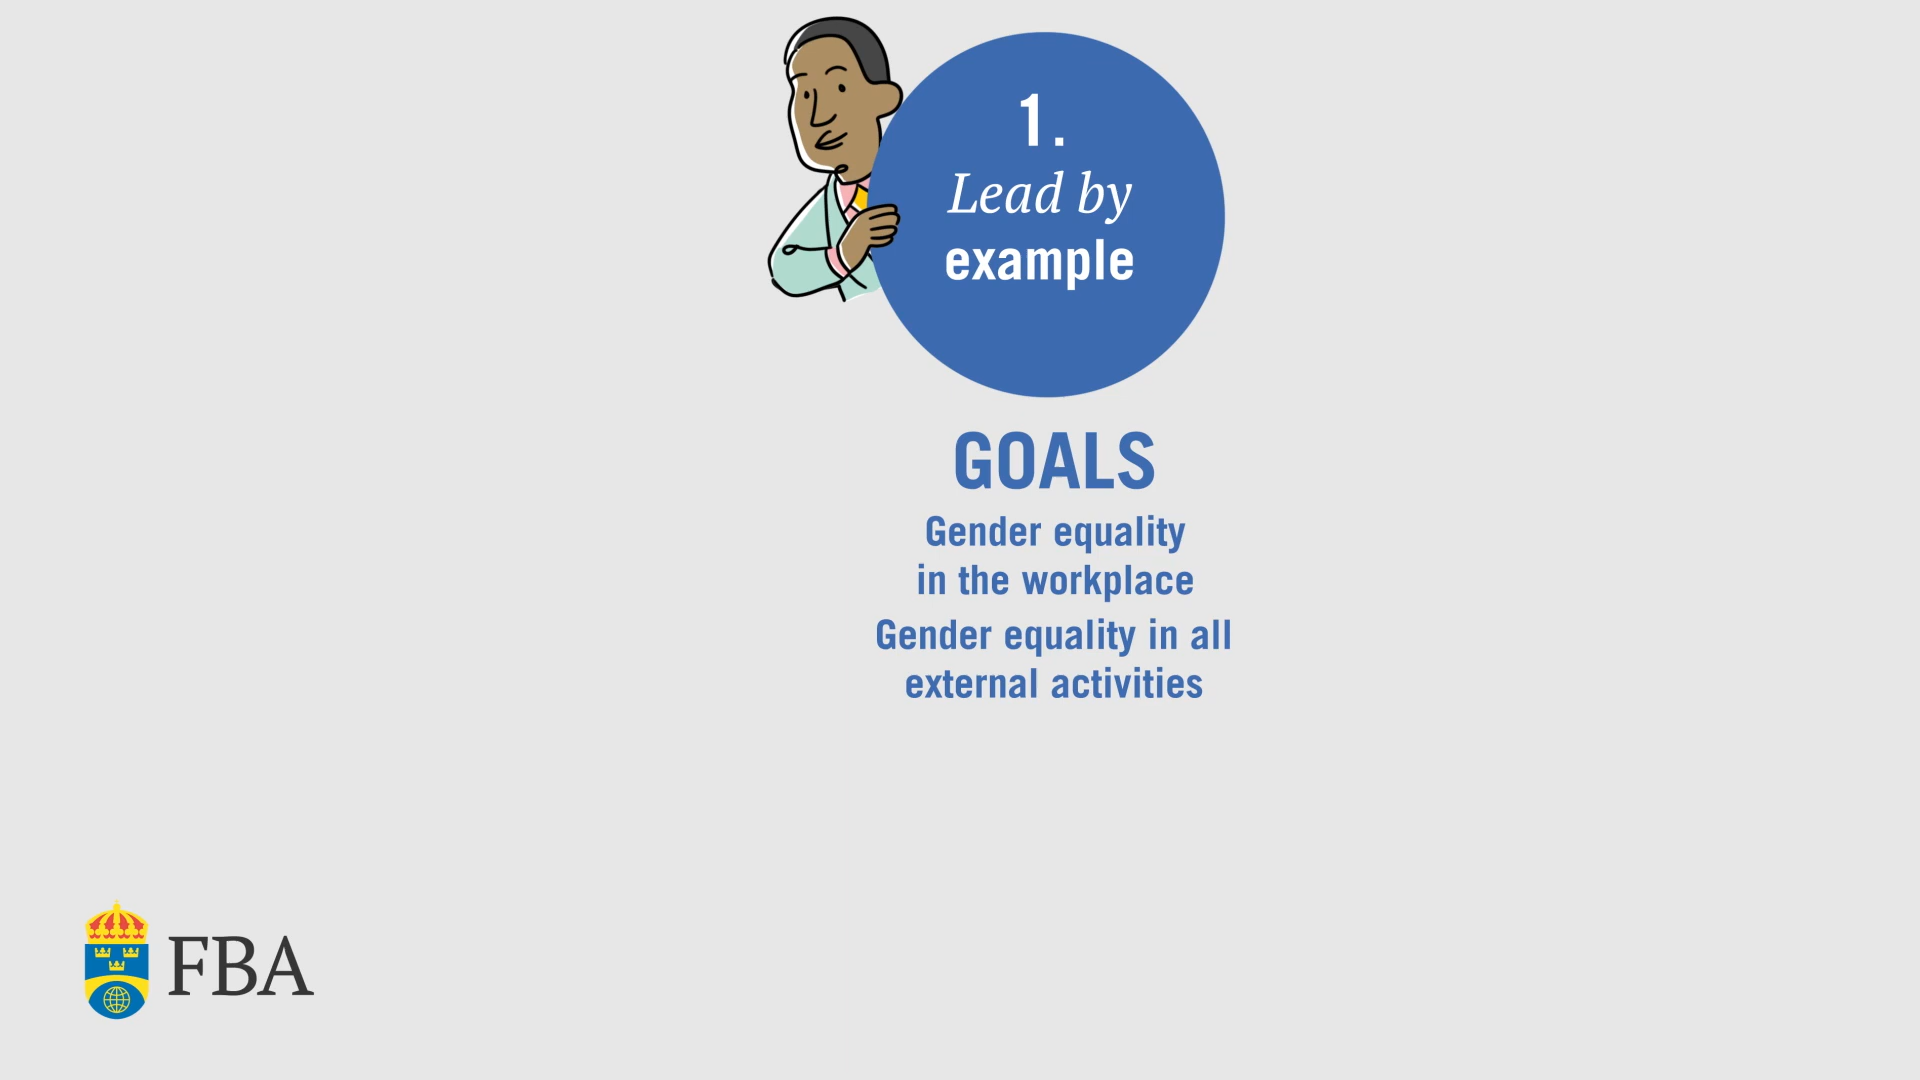 1.
Lead by
example
GOALS
Gender equality
in the workplace
Gender equality in all
external activities
FBA